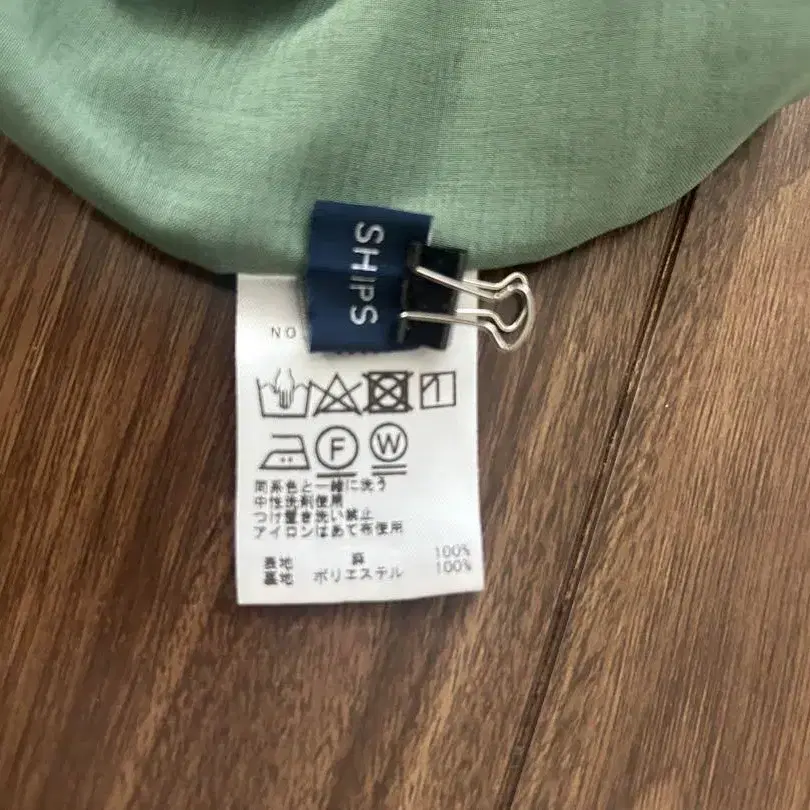 SHIPS
NO
F W
同系色と一緒に洗う
中性洗剤使用
つけ置き洗い禁止
アイロンはあて布使用
表地 麻 100%
裏地 ポリエステル 100%